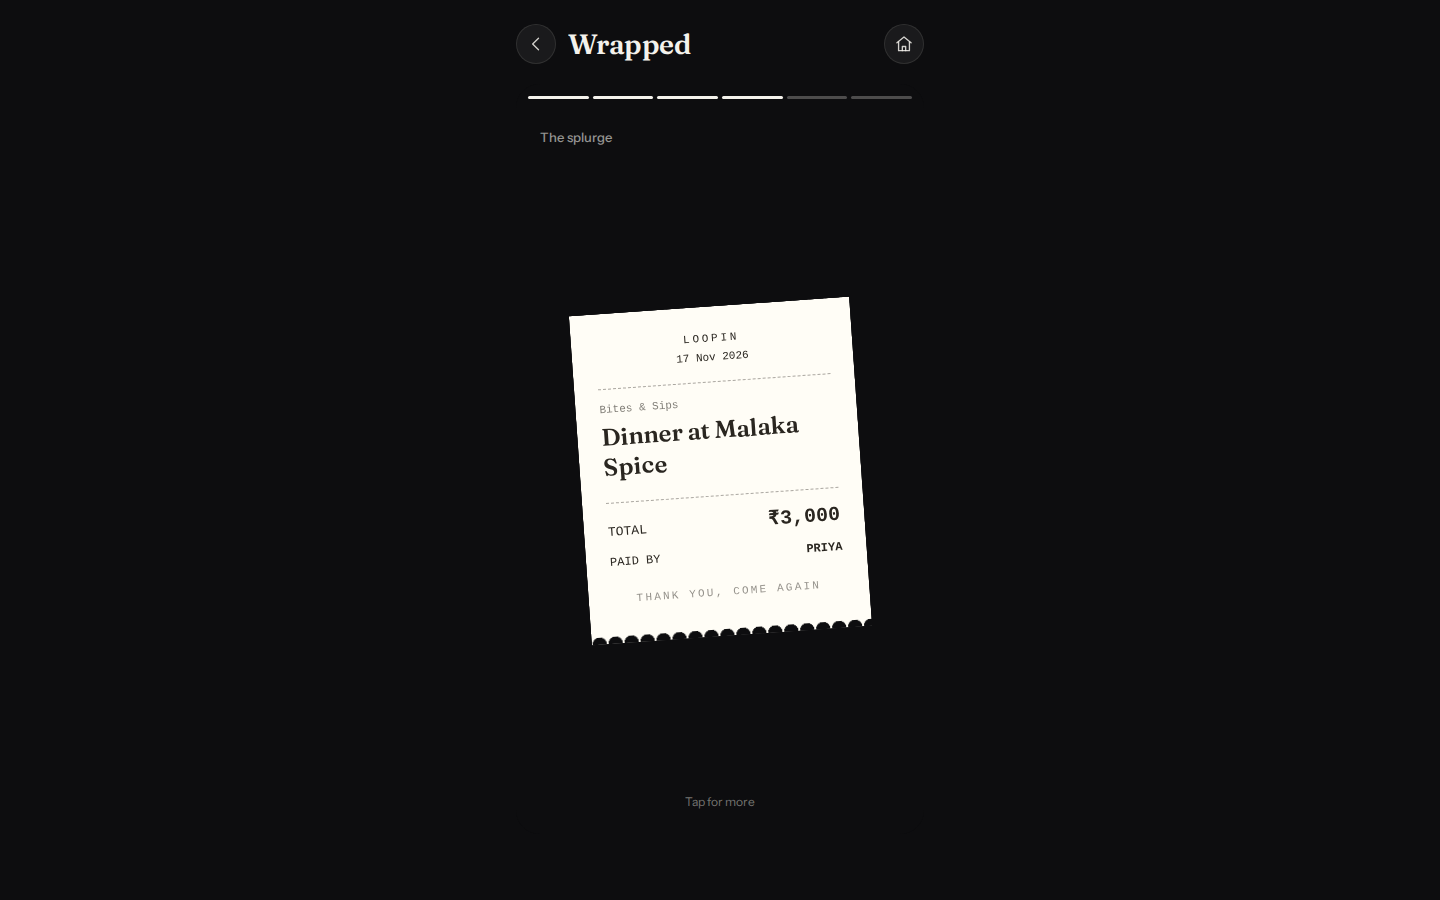 Wrapped
The splurge
LOOPIN
17 Nov 2026
Bites & Sips
Dinner at Malaka
Spice
TOTAL ₹3,000
PAID BY PRIYA
THANK YOU, COME AGAIN
Tap for more